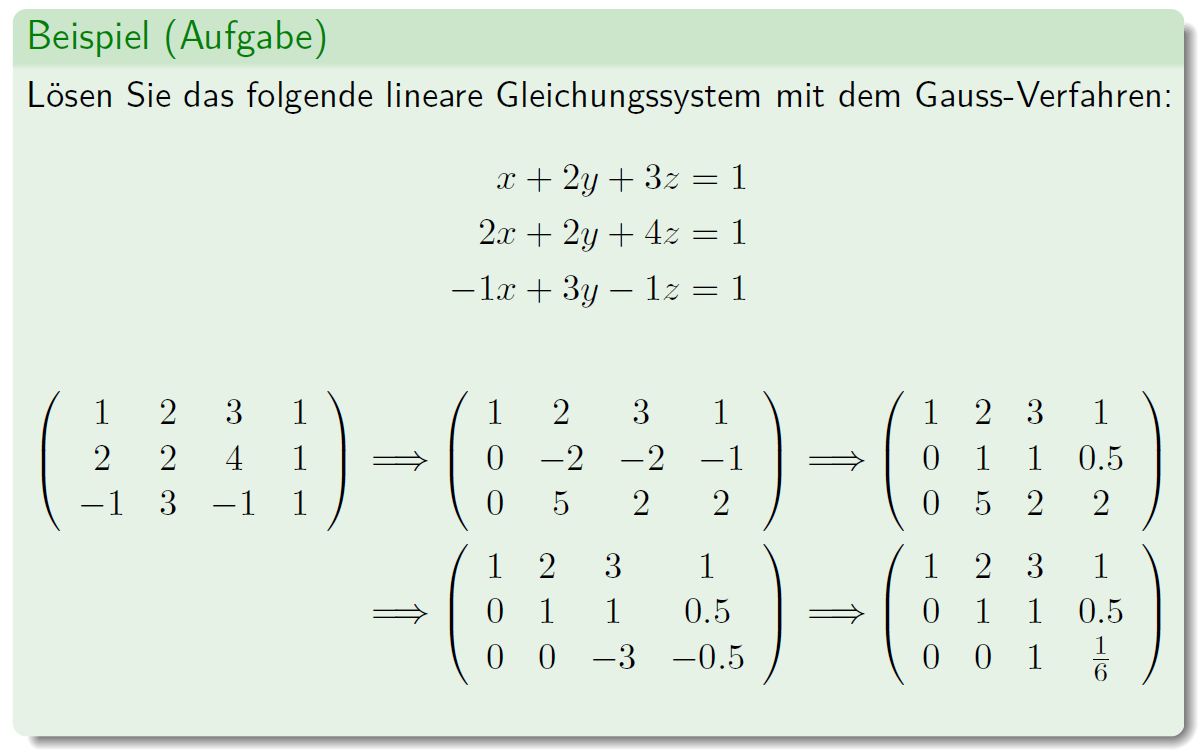 Beispiel (Aufgabe)
Lösen Sie das folgende lineare Gleichungssystem mit dem Gauss-Verfahren:
x + 2y + 3z = 1
2x + 2y + 4z = 1
−1x + 3y − 1z = 1
( 1 2 3 1 ; 2 2 4 1 ; −1 3 −1 1 ) ⟹ ( 1 2 3 1 ; 0 −2 −2 −1 ; 0 5 2 2 ) ⟹ ( 1 2 3 1 ; 0 1 1 0.5 ; 0 5 2 2 )
⟹ ( 1 2 3 1 ; 0 1 1 0.5 ; 0 0 −3 −0.5 ) ⟹ ( 1 2 3 1 ; 0 1 1 0.5 ; 0 0 1 1/6 )